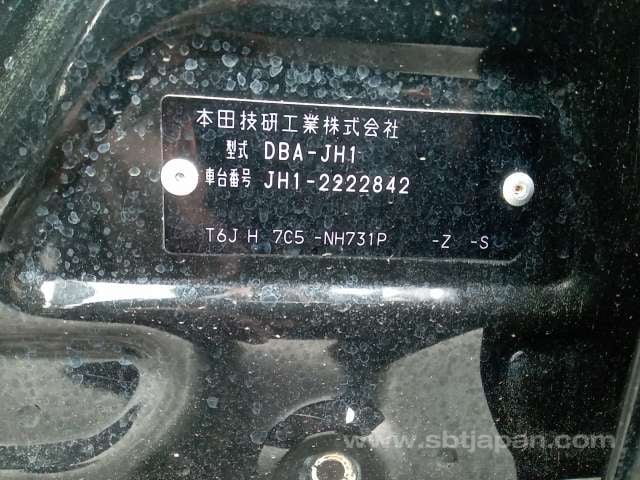 本田技研工業株式会社
型式 DBA-JH1
車台番号 JH1-2222842
T6J H 7C5 -NH731P -Z -S
www.sbtjapan.com